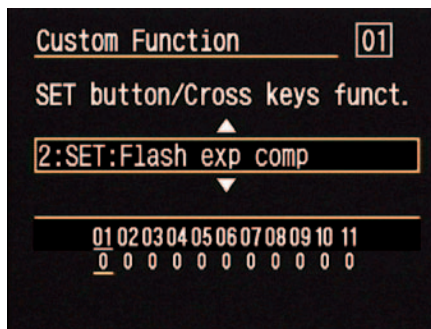 Custom Function 01
SET button/Cross keys funct.
2:SET:Flash exp comp
01 02 03 04 05 06 07 08 09 10 11
0 0 0 0 0 0 0 0 0 0 0